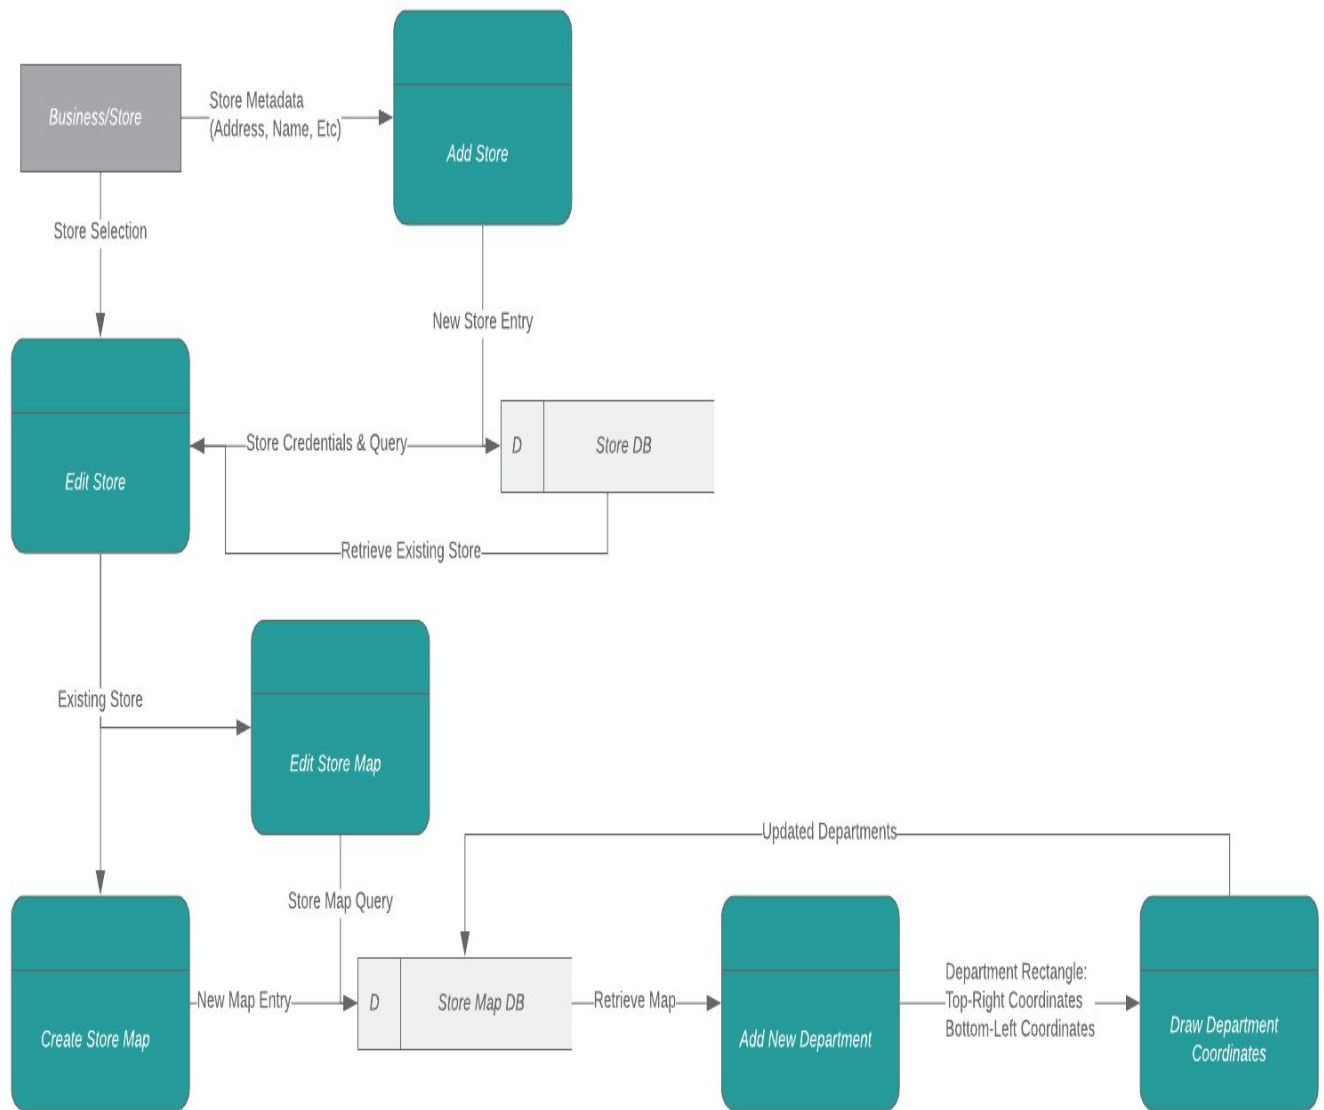 Business/Store
Store Metadata
(Address, Name, Etc)
Add Store
Store Selection
New Store Entry
Store Credentials & Query
D
Store DB
Edit Store
Retrieve Existing Store
Existing Store
Edit Store Map
Updated Departments
Store Map Query
New Map Entry
D
Store Map DB
Retrieve Map
Department Rectangle:
Top-Right Coordinates
Bottom-Left Coordinates
Create Store Map
Add New Department
Draw Department
Coordinates